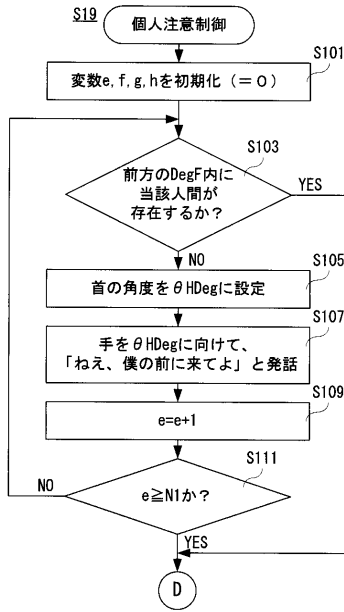 S19
個人注意制御
S101
変数e,f,g,hを初期化（=0）
S103
前方のDegF内に
当該人間が
存在するか?
YES
NO
S105
首の角度をθHDegに設定
S107
手をθHDegに向けて、
「ねえ、僕の前に来てよ」と発話
S109
e=e+1
S111
e≧N1か?
NO
YES
D